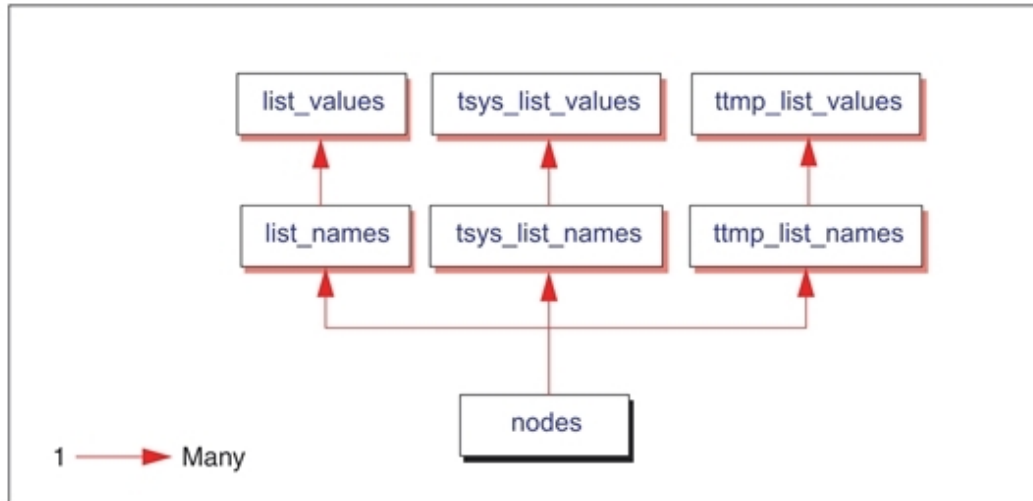 list_values
tsys_list_values
ttmp_list_values
list_names
tsys_list_names
ttmp_list_names
nodes
1
Many